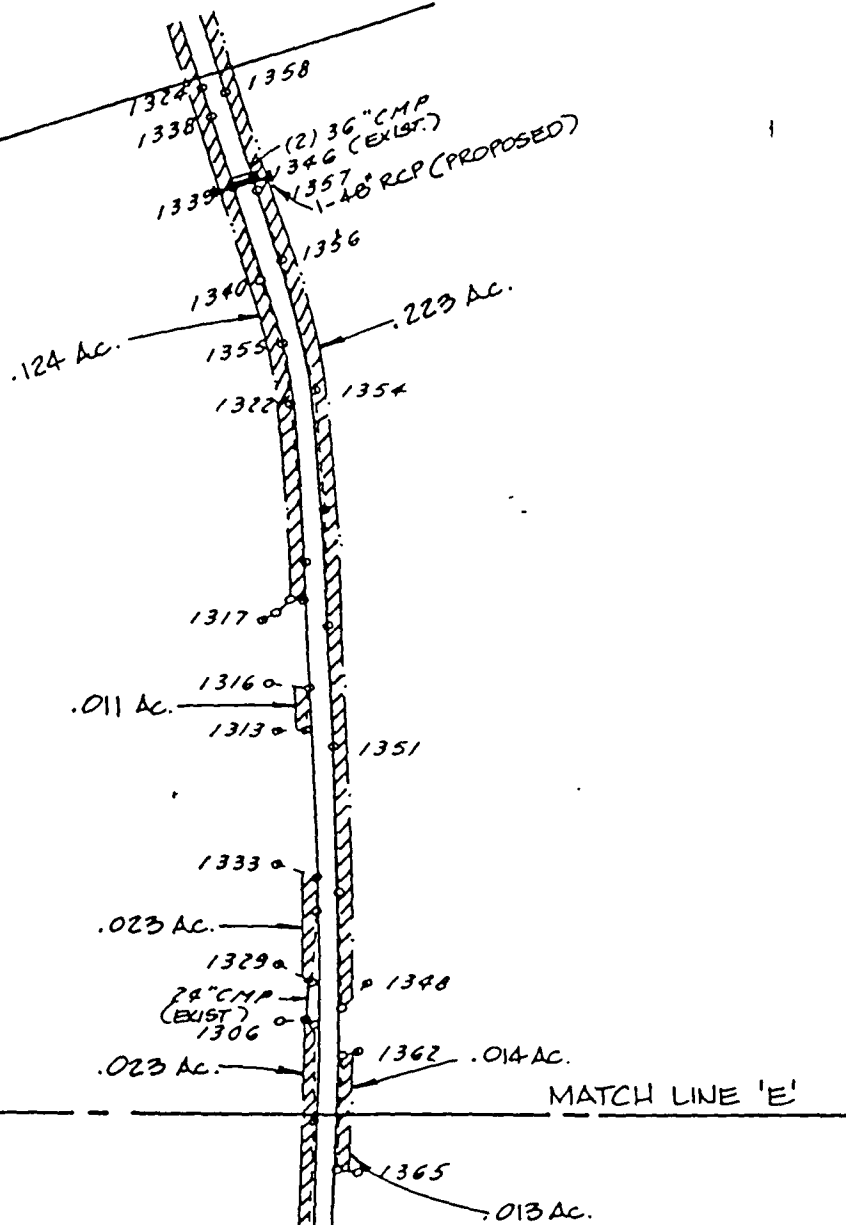 1324
1358
1338
(2) 36"CMP
(EXIST.)
1346
1339
1357
1-48" RCP (PROPOSED)
1356
1340
.223 Ac.
.124 Ac.
1355
1322
1354
1317
1316
.011 Ac.
1313
1351
1333
.023 Ac.
1329
1348
24"CMP
(EXIST)
1306
1362
.014 AC.
.023 Ac.
MATCH LINE 'E'
1365
.013 Ac.